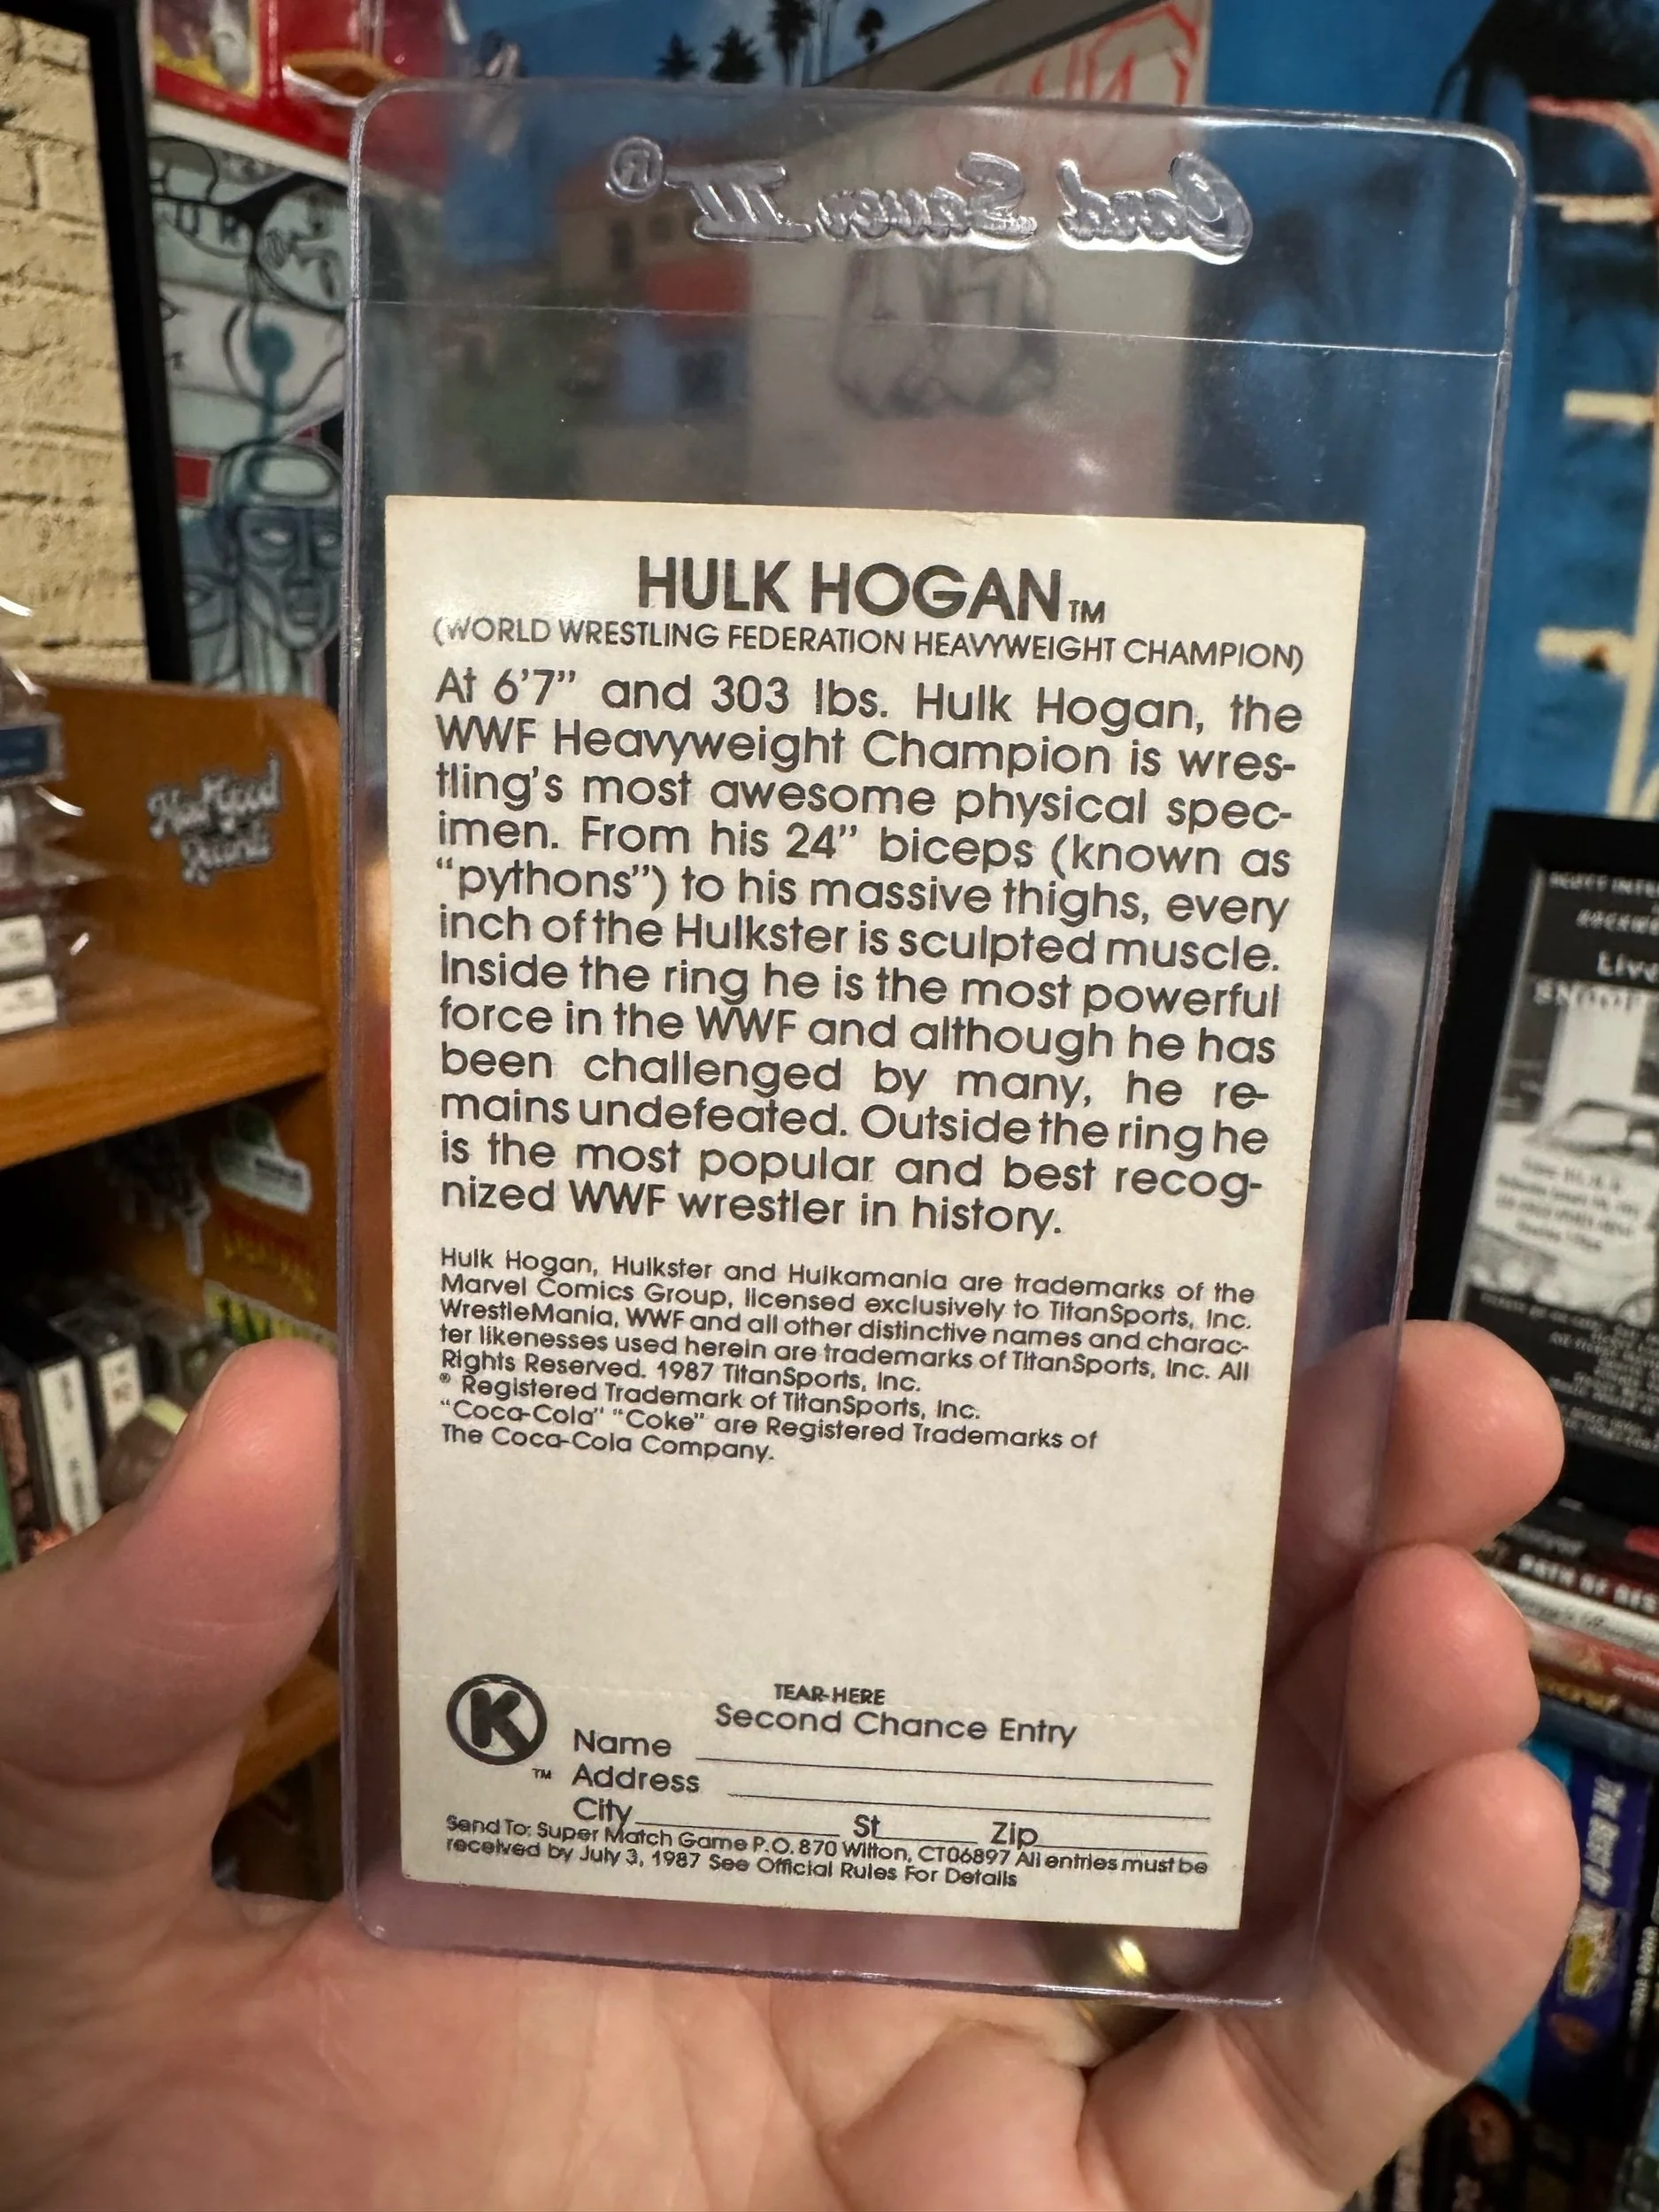 Card Saver II®
HULK HOGAN™
(WORLD WRESTLING FEDERATION HEAVYWEIGHT CHAMPION)
At 6'7” and 303 lbs. Hulk Hogan, the
WWF Heavyweight Champion is wres-
tling's most awesome physical spec-
imen. From his 24” biceps (known as
“pythons”) to his massive thighs, every
inch of the Hulkster is sculpted muscle.
Inside the ring he is the most powerful
force in the WWF and although he has
been challenged by many, he re-
mains undefeated. Outside the ring he
is the most popular and best recog-
nized WWF wrestler in history.
Hulk Hogan, Hulkster and Hulkamania are trademarks of the
Marvel Comics Group, licensed exclusively to TitanSports, Inc.
WrestleMania, WWF and all other distinctive names and charac-
ter likenesses used herein are trademarks of TitanSports, Inc. All
Rights Reserved. 1987 TitanSports, Inc.
® Registered Trademark of TitanSports, Inc.
“Coca-Cola” “Coke” are Registered Trademarks of
The Coca-Cola Company.
TEAR-HERE
Second Chance Entry
K™
Name
Address
City St Zip
Send To: Super Match Game P.O. 870 Wilton, CT06897 All entries must be
received by July 3, 1987 See Official Rules For Details
Live
PATH OF